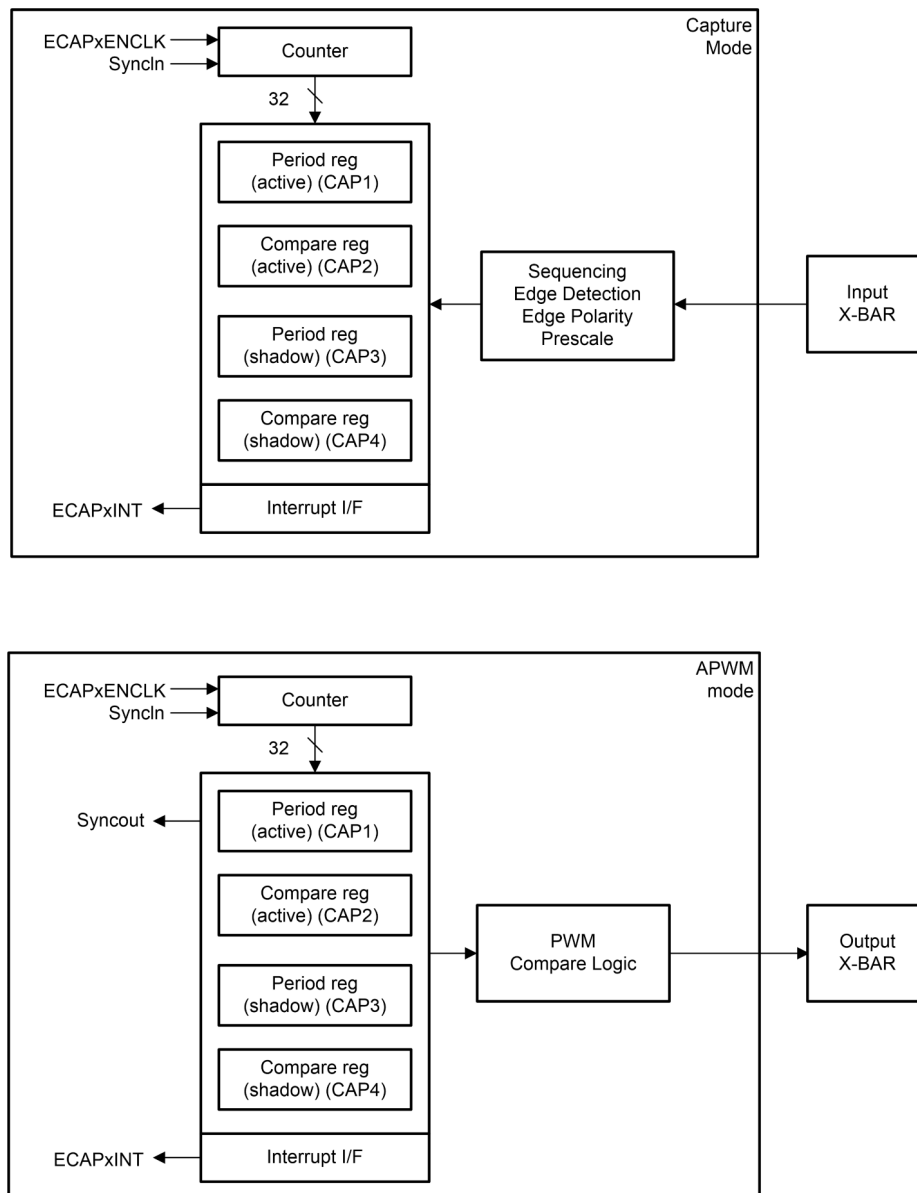 Capture
Mode
ECAPxENCLK
SyncIn
Counter
32
Period reg
(active) (CAP1)
Compare reg
(active) (CAP2)
Period reg
(shadow) (CAP3)
Compare reg
(shadow) (CAP4)
Interrupt I/F
ECAPxINT
Sequencing
Edge Detection
Edge Polarity
Prescale
Input
X-BAR
APWM
mode
ECAPxENCLK
SyncIn
Counter
32
Syncout
Period reg
(active) (CAP1)
Compare reg
(active) (CAP2)
Period reg
(shadow) (CAP3)
Compare reg
(shadow) (CAP4)
Interrupt I/F
ECAPxINT
PWM
Compare Logic
Output
X-BAR